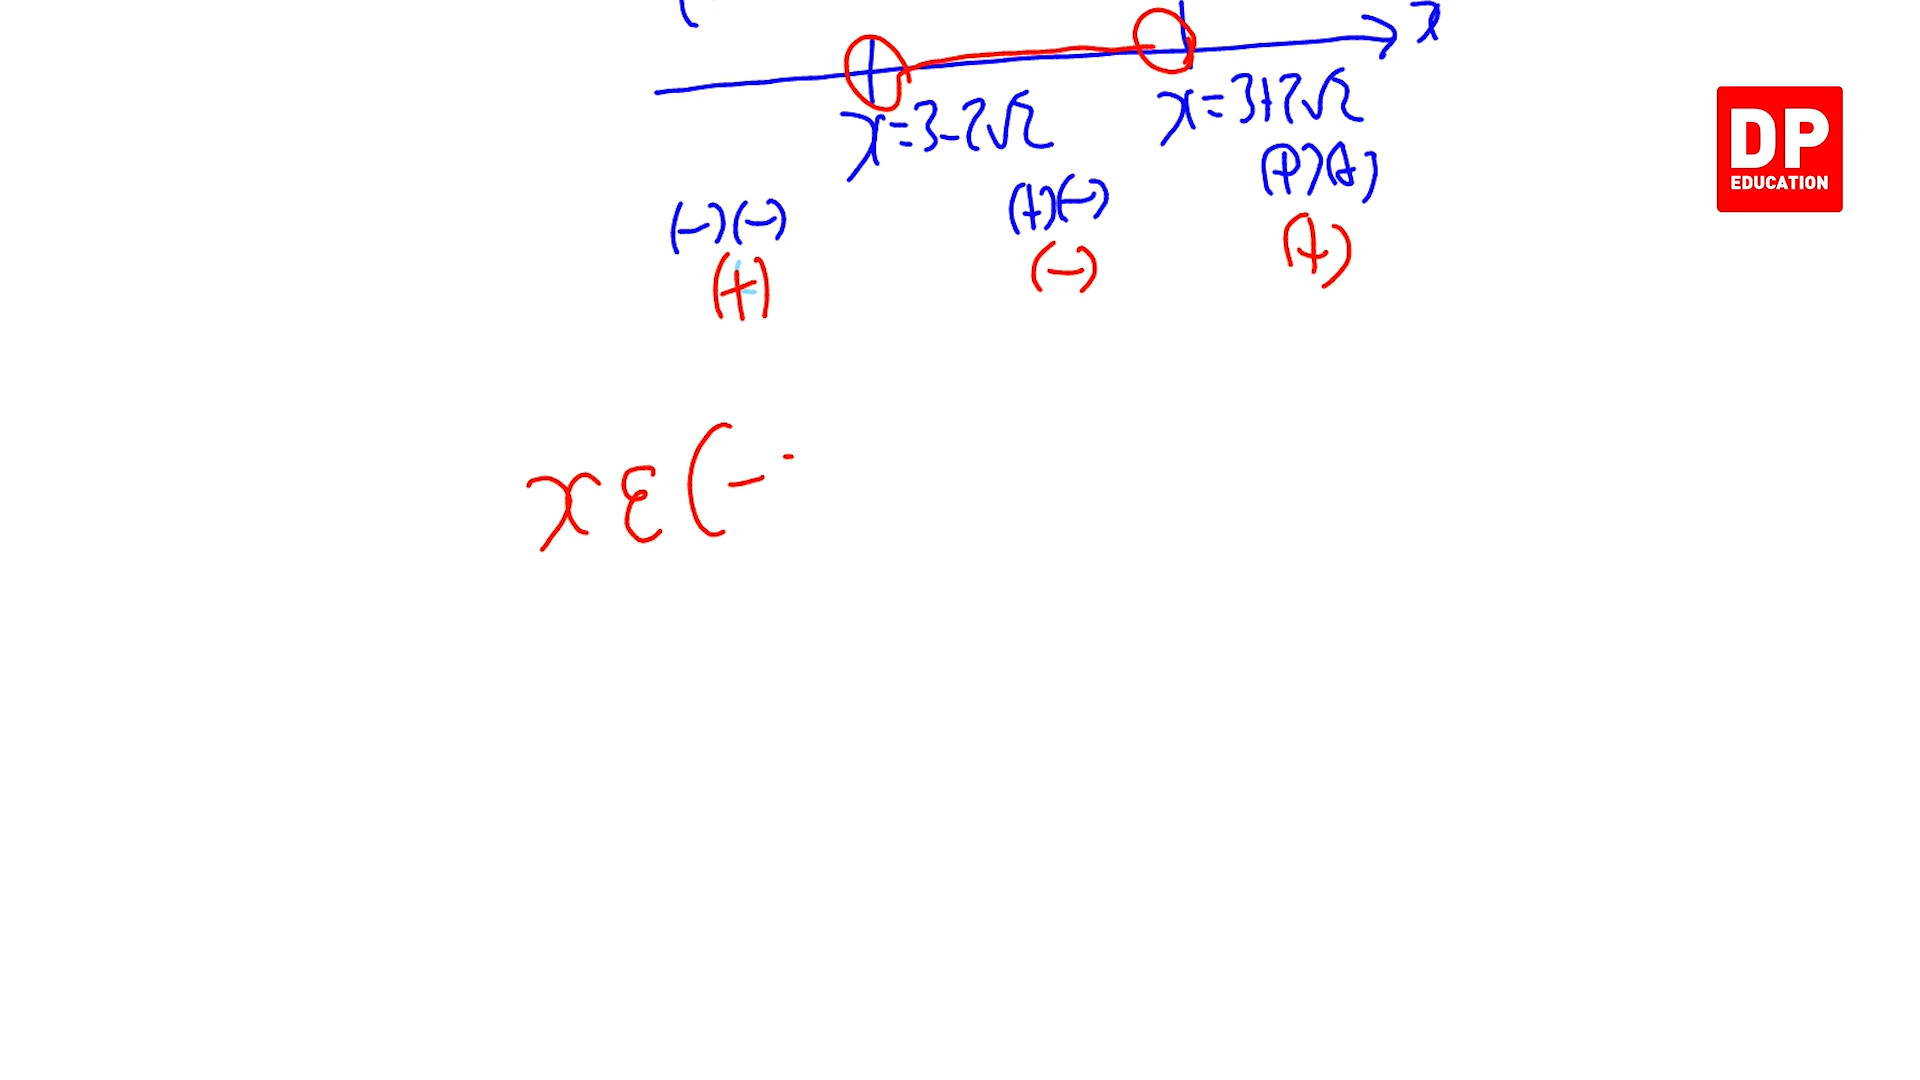 x
x = 3-2√2
x = 3+2√2
(-)(-)
(+)(-)
(+)(+)
(+)
(-)
(+)
x ε (-
DP
EDUCATION